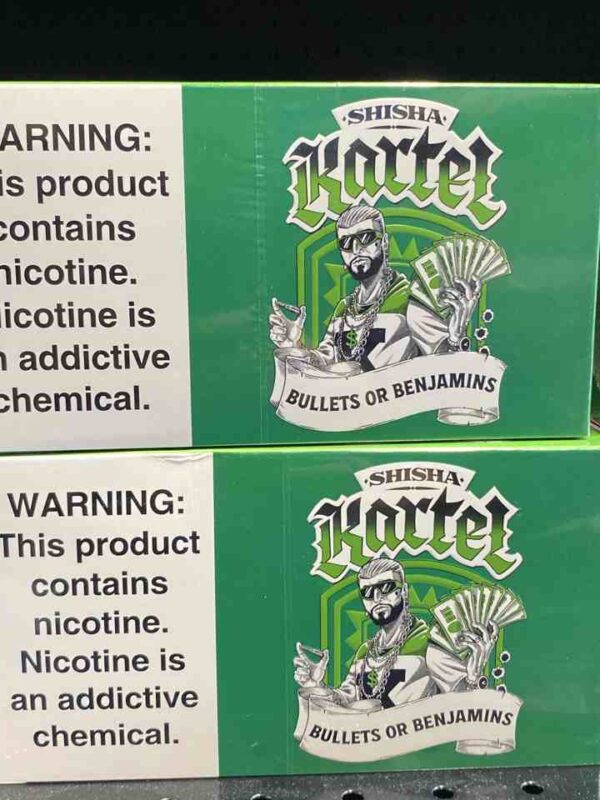 ARNING:
is product
contains
nicotine.
icotine is
n addictive
chemical.
SHISHA
Kartel
$
BULLETS OR BENJAMINS
WARNING:
This product
contains
nicotine.
Nicotine is
an addictive
chemical.
SHISHA
Kartel
$
BULLETS OR BENJAMINS